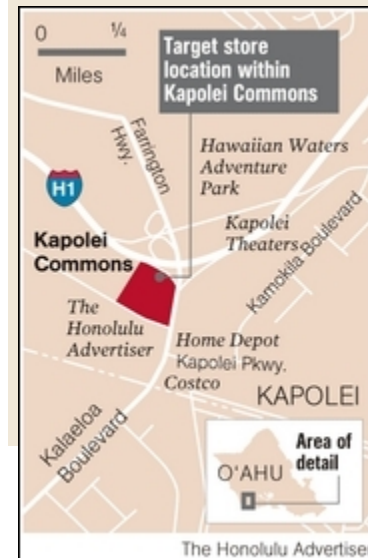 0 ¼
Miles
Target store
location within
Kapolei Commons
Farrington
Hwy.
Hawaiian Waters
Adventure
Park
H1
Kapolei
Theaters
Kamokila Boulevard
Kapolei
Commons
The
Honolulu
Advertiser
Home Depot
Kapolei Pkwy.
Costco
KAPOLEI
Kalaeloa
Boulevard
Area of
detail
O'AHU
The Honolulu Advertise